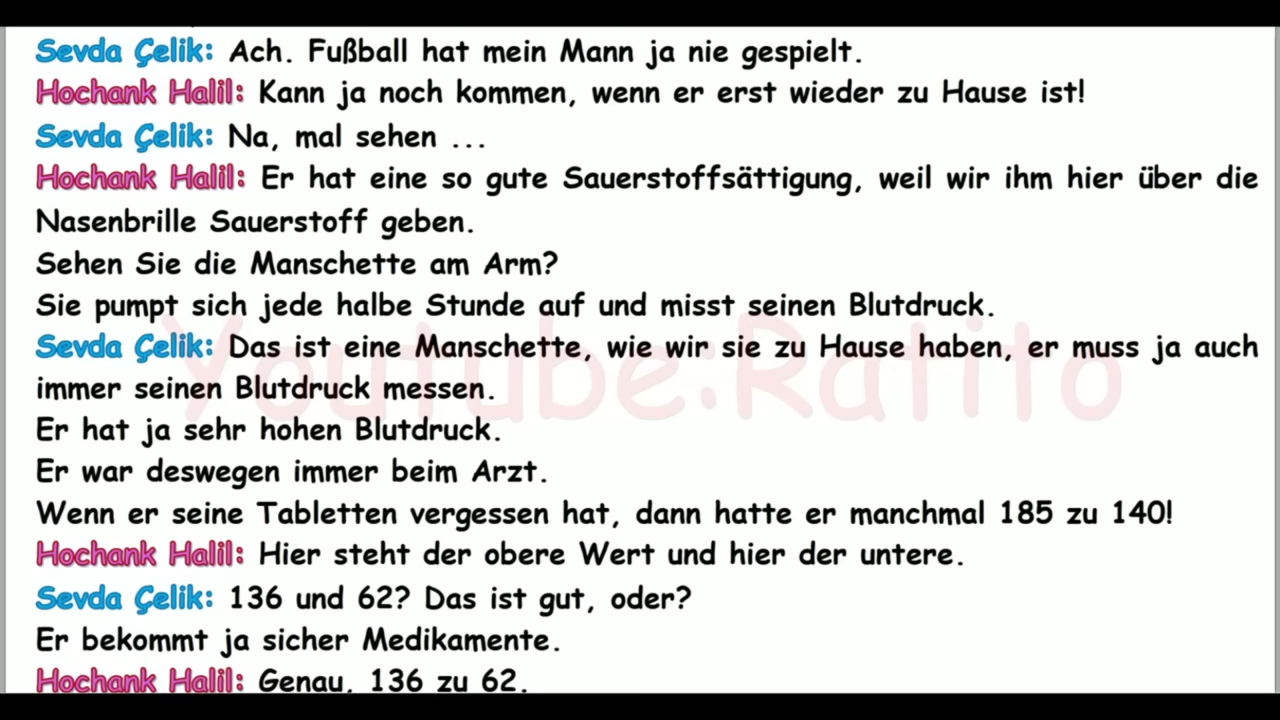 Sevda Çelik: Ach. Fußball hat mein Mann ja nie gespielt.
Hochank Halil: Kann ja noch kommen, wenn er erst wieder zu Hause ist!
Sevda Çelik: Na, mal sehen ...
Hochank Halil: Er hat eine so gute Sauerstoffsättigung, weil wir ihm hier über die
Nasenbrille Sauerstoff geben.
Sehen Sie die Manschette am Arm?
Sie pumpt sich jede halbe Stunde auf und misst seinen Blutdruck.
Sevda Çelik: Das ist eine Manschette, wie wir sie zu Hause haben, er muss ja auch
immer seinen Blutdruck messen.
Youtube:Ratito
Er hat ja sehr hohen Blutdruck.
Er war deswegen immer beim Arzt.
Wenn er seine Tabletten vergessen hat, dann hatte er manchmal 185 zu 140!
Hochank Halil: Hier steht der obere Wert und hier der untere.
Sevda Çelik: 136 und 62? Das ist gut, oder?
Er bekommt ja sicher Medikamente.
Hochank Halil: Genau, 136 zu 62.